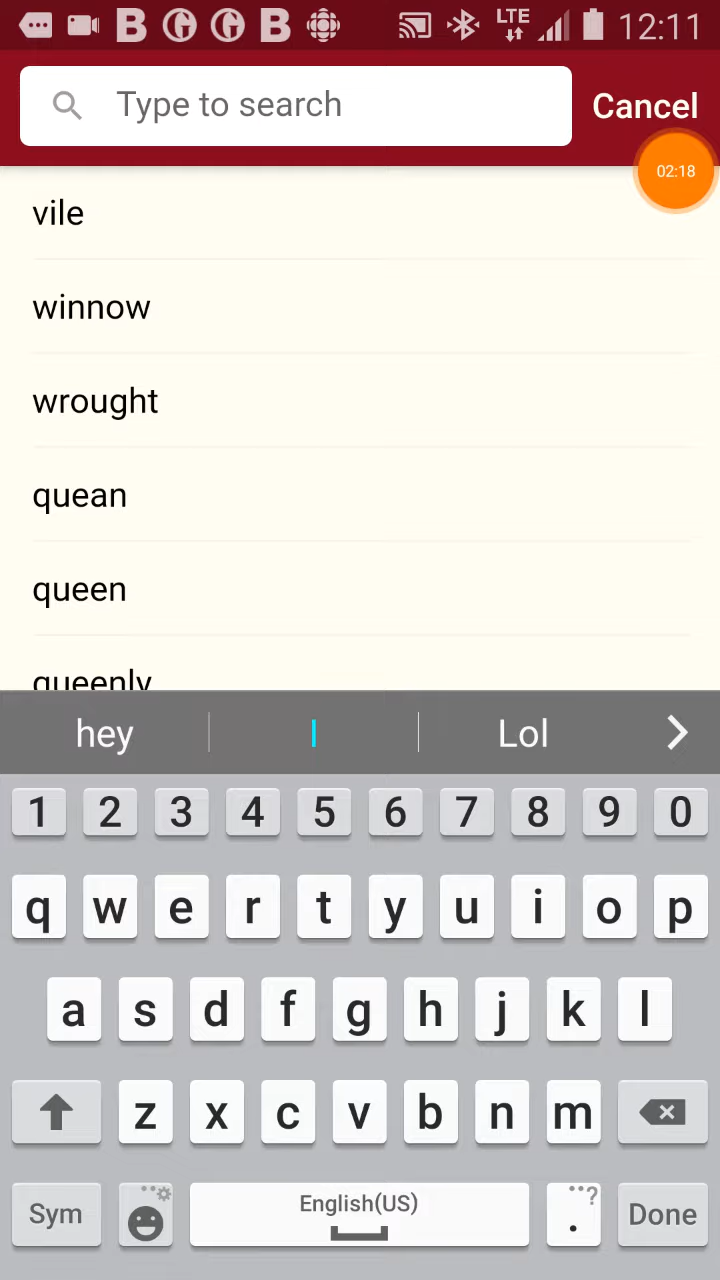 B B LTE 12:11
Type to search Cancel
02:18
vile
winnow
wrought
quean
queen
queenly
hey I Lol
1 2 3 4 5 6 7 8 9 0
q w e r t y u i o p
a s d f g h j k l
z x c v b n m
Sym English(US) ? . Done